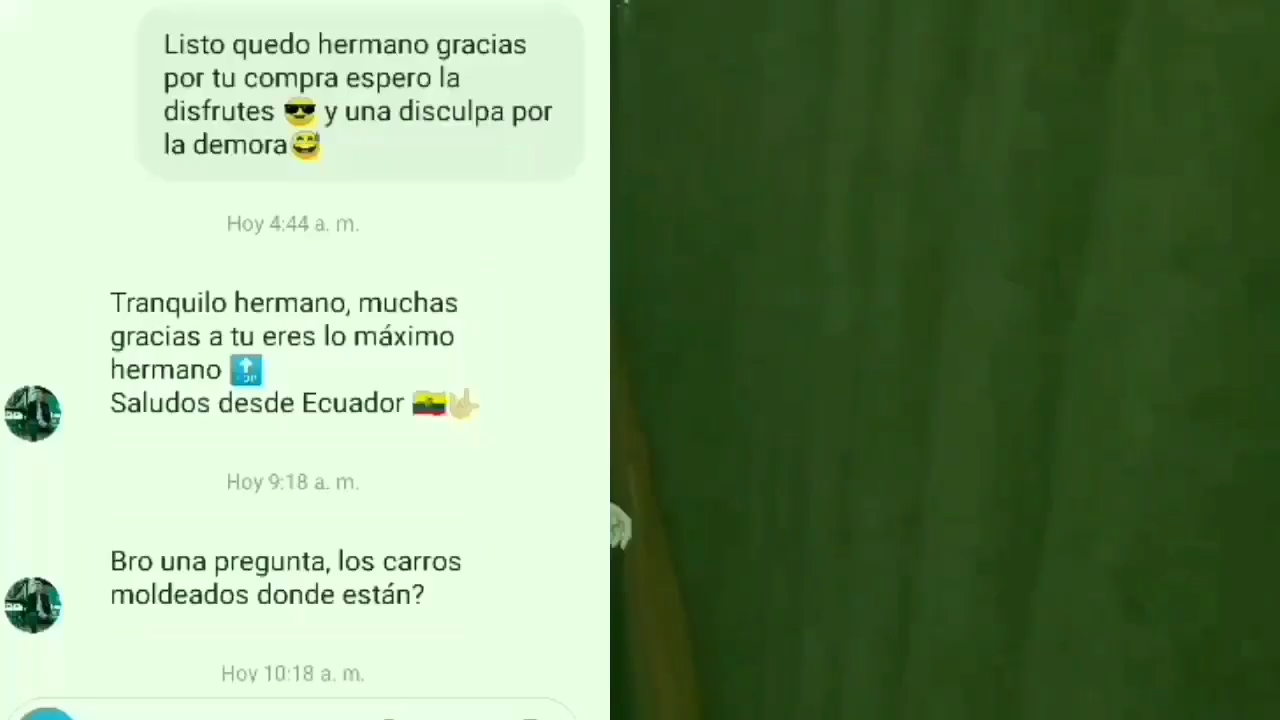 Listo quedo hermano gracias
por tu compra espero la
disfrutes 😎 y una disculpa por
la demora😅
Hoy 4:44 a. m.
Tranquilo hermano, muchas
gracias a tu eres lo máximo
hermano 🔝
Saludos desde Ecuador 🇪🇨🤟
Hoy 9:18 a. m.
Bro una pregunta, los carros
moldeados donde están?
Hoy 10:18 a. m.